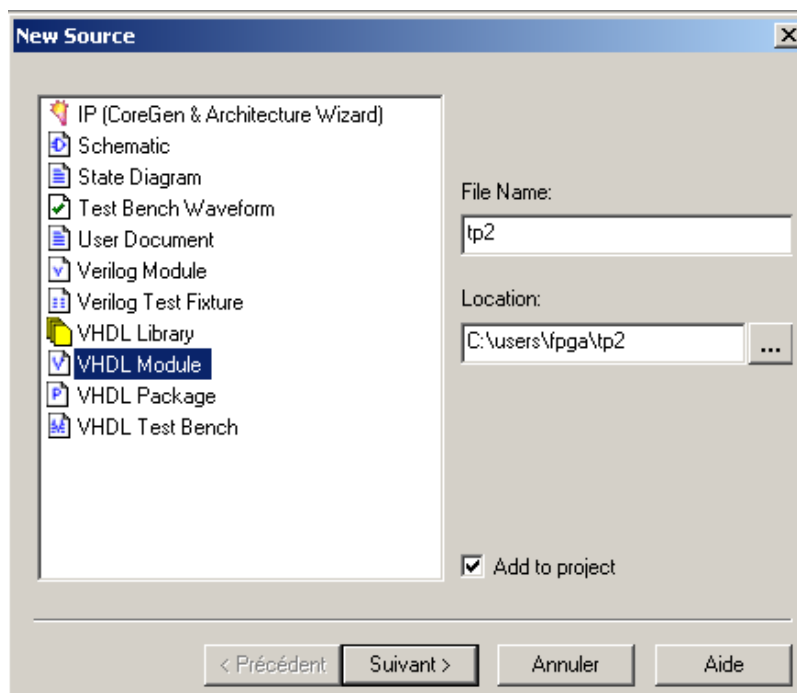 New Source
IP (CoreGen & Architecture Wizard)
Schematic
State Diagram
Test Bench Waveform
User Document
Verilog Module
Verilog Test Fixture
VHDL Library
VHDL Module
VHDL Package
VHDL Test Bench
File Name:
tp2
Location:
C:\users\fpga\tp2
...
Add to project
< Précédent
Suivant >
Annuler
Aide